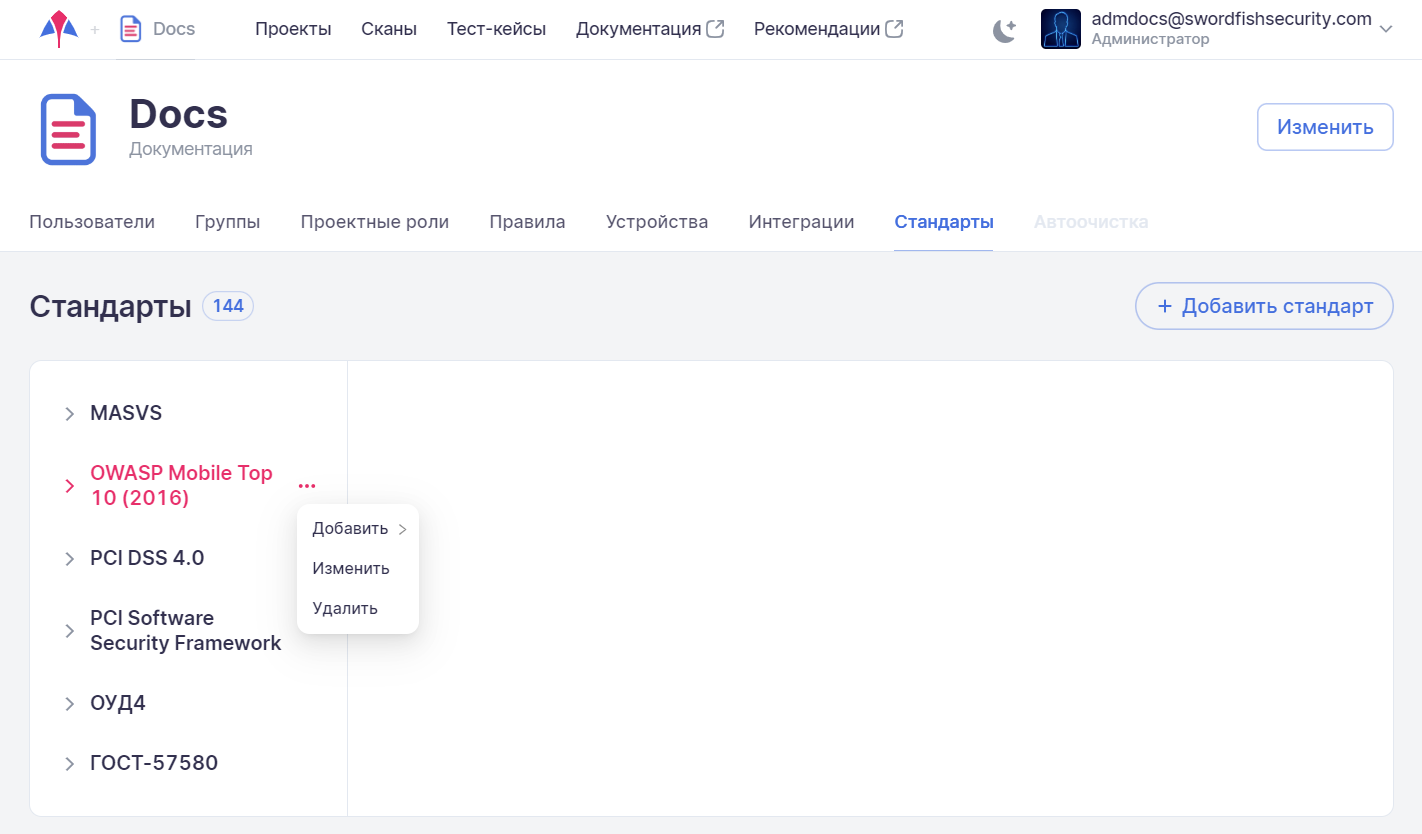 + Docs Проекты Сканы Тест-кейсы Документация Рекомендации admdocs@swordfishsecurity.com
Администратор
Docs
Документация
Изменить
Пользователи Группы Проектные роли Правила Устройства Интеграции Стандарты Автоочистка
Стандарты 144
+ Добавить стандарт
MASVS
OWASP Mobile Top
10 (2016)
Добавить
Изменить
Удалить
PCI DSS 4.0
PCI Software
Security Framework
ОУД4
ГОСТ-57580